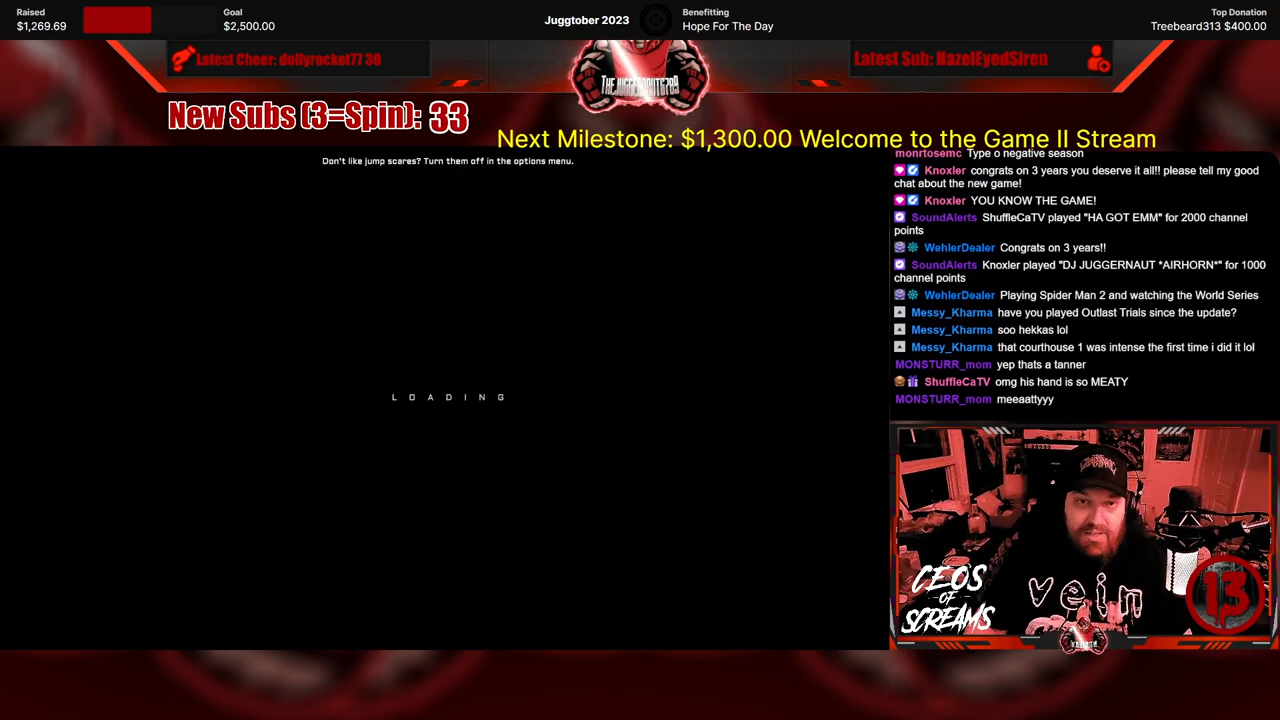 Raised
$1,269.69
Goal
$2,500.00
Juggtober 2023
Benefitting
Hope For The Day
Top Donation
Treebeard313 $400.00
Latest Cheer: dollyrocket77 30
THEJUGGERNAUT6789
Latest Sub: HazelEyedSiren
New Subs (3=Spin): 33
Next Milestone: $1,300.00 Welcome to the Game II Stream
Don't like jump scares? Turn them off in the options menu.
LOADING
monrtosemc Type o negative season
Knoxler congrats on 3 years you deserve it all!! please tell my good
chat about the new game!
Knoxler YOU KNOW THE GAME!
SoundAlerts ShuffleCaTV played "HA GOT EMM" for 2000 channel
points
WehlerDealer Congrats on 3 years!!
SoundAlerts Knoxler played "DJ JUGGERNAUT *AIRHORN*" for 1000
channel points
WehlerDealer Playing Spider Man 2 and watching the World Series
Messy_Kharma have you played Outlast Trials since the update?
Messy_Kharma soo hekkas lol
Messy_Kharma that courthouse 1 was intense the first time i did it lol
MONSTURR_mom yep thats a tanner
ShuffleCaTV omg his hand is so MEATY
MONSTURR_mom meeaattyyy
CEOS
OF
SCREAMS
vein
13